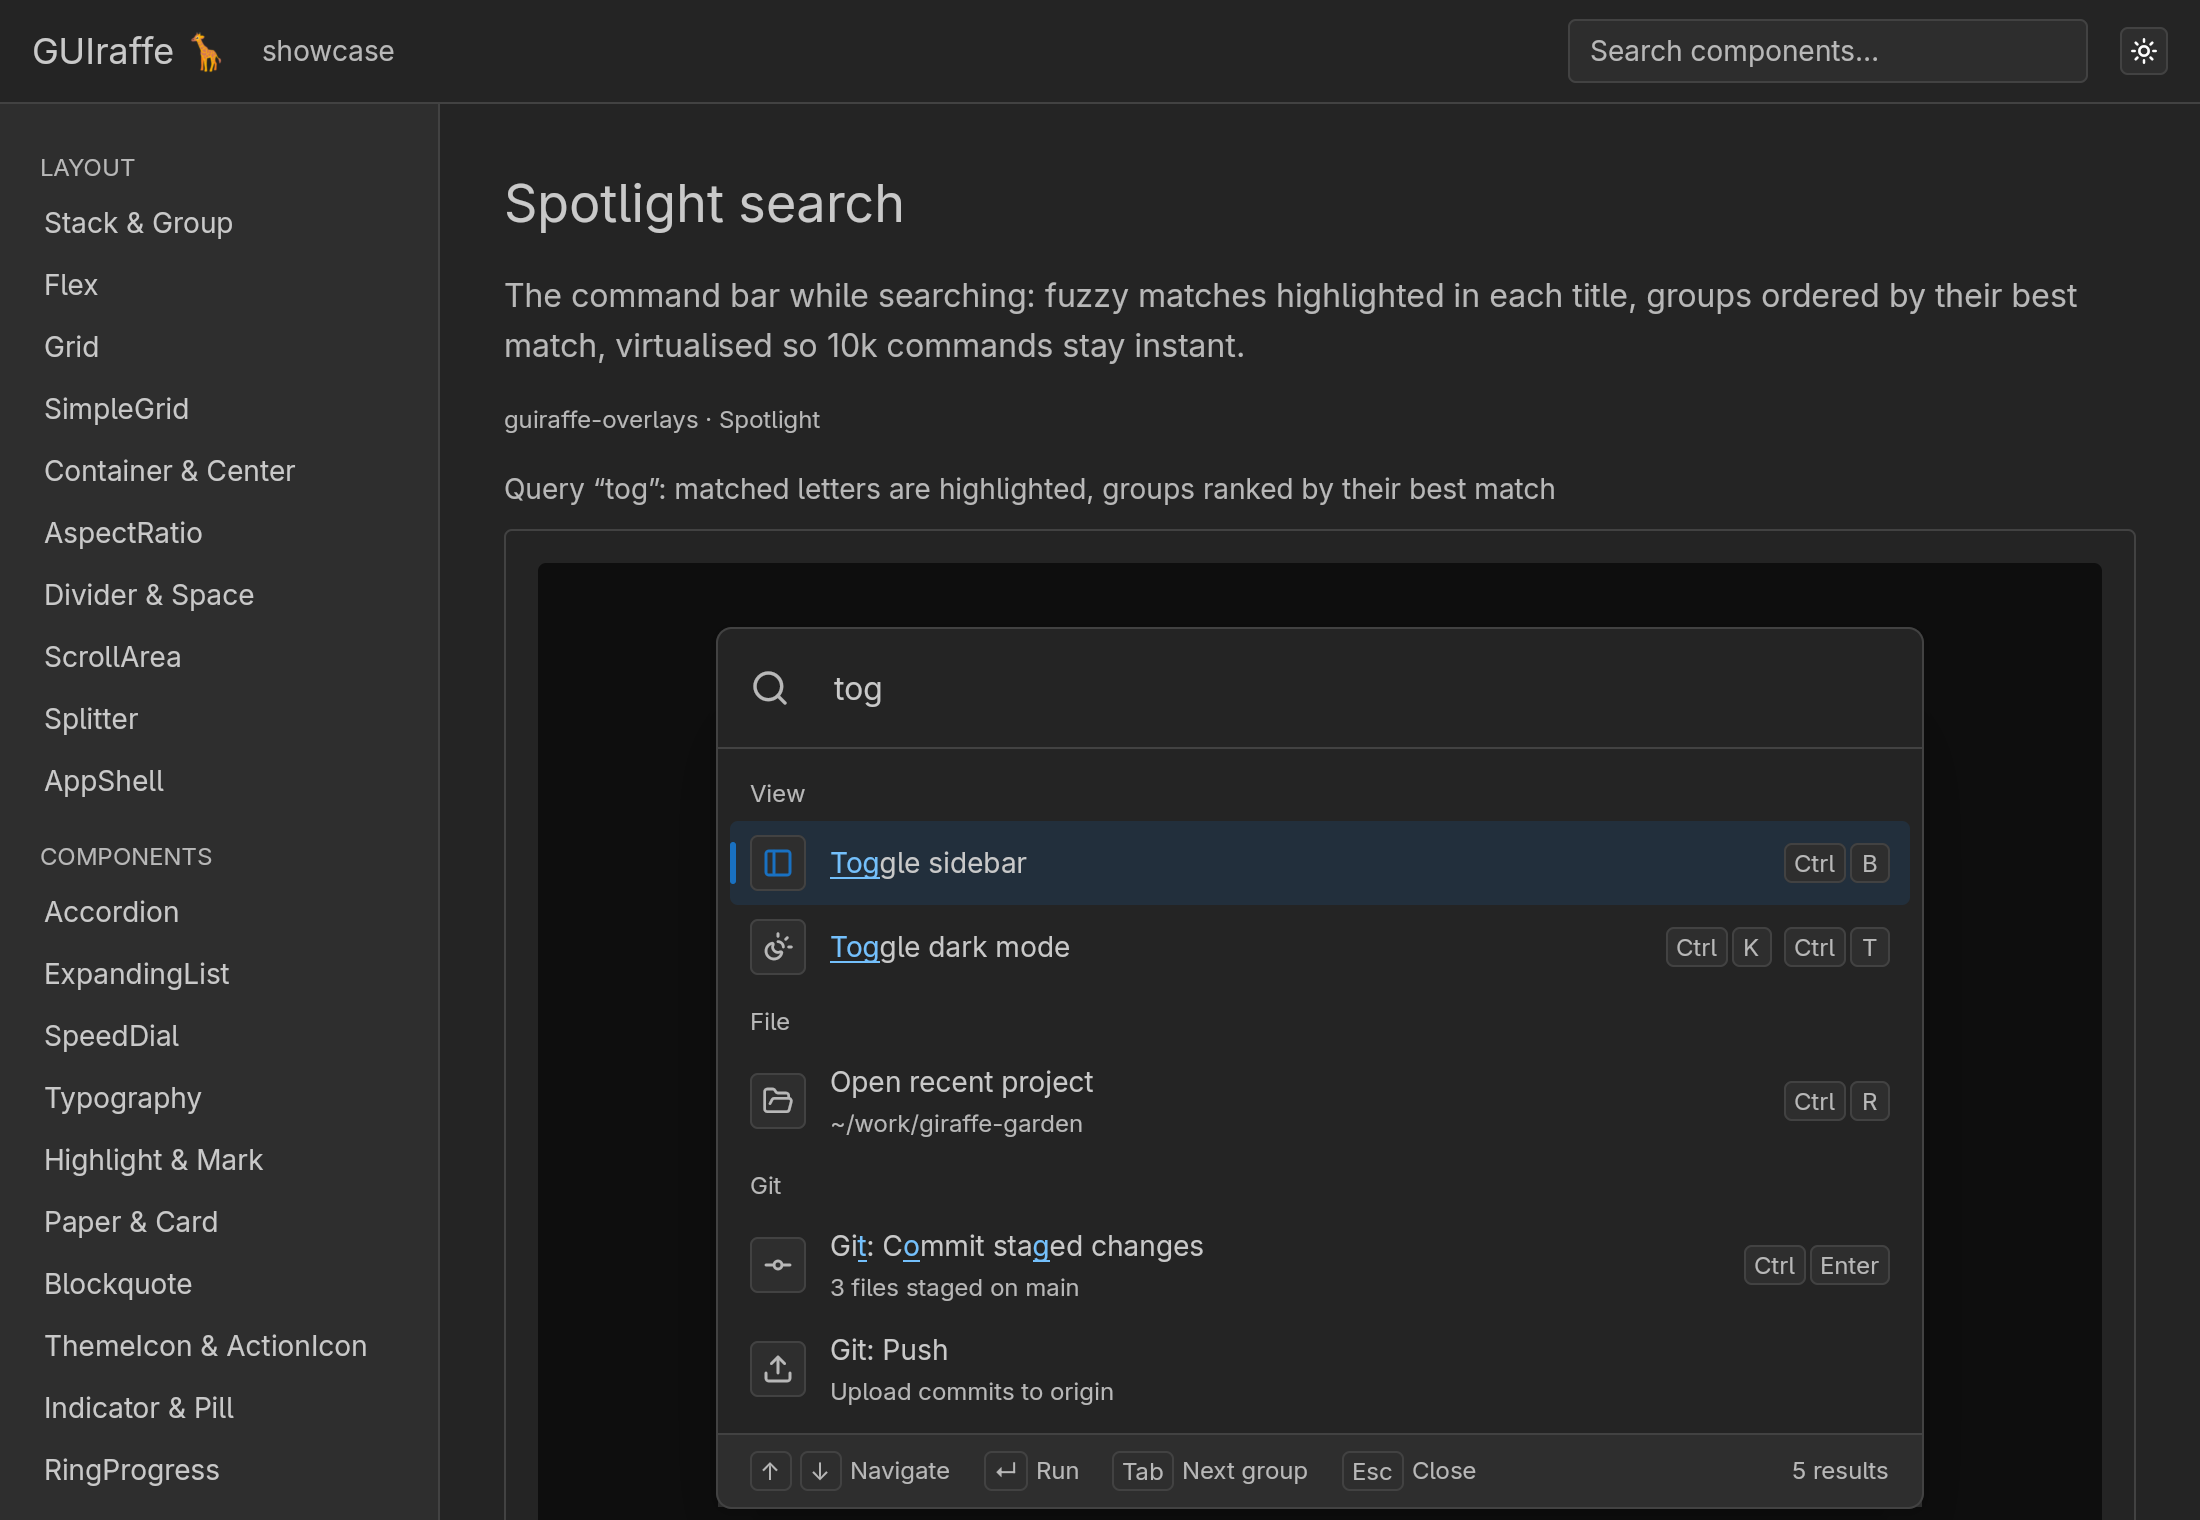 GUIraffe 🦒 showcase
Search components...
LAYOUT
Stack & Group
Flex
Grid
SimpleGrid
Container & Center
AspectRatio
Divider & Space
ScrollArea
Splitter
AppShell
COMPONENTS
Accordion
ExpandingList
SpeedDial
Typography
Highlight & Mark
Paper & Card
Blockquote
ThemeIcon & ActionIcon
Indicator & Pill
RingProgress
Spotlight search
The command bar while searching: fuzzy matches highlighted in each title, groups ordered by their best
match, virtualised so 10k commands stay instant.
guiraffe-overlays · Spotlight
Query “tog”: matched letters are highlighted, groups ranked by their best match
tog
View
Toggle sidebar Ctrl B
Toggle dark mode Ctrl K Ctrl T
File
Open recent project Ctrl R
~/work/giraffe-garden
Git
Git: Commit staged changes Ctrl Enter
3 files staged on main
Git: Push
Upload commits to origin
↑ ↓ Navigate ↵ Run Tab Next group Esc Close 5 results